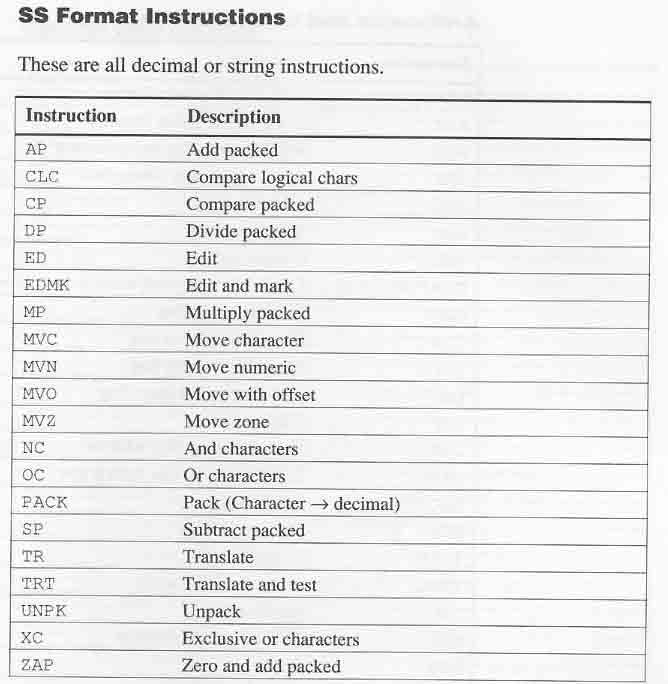 SS Format Instructions
These are all decimal or string instructions.
Instruction Description
AP Add packed
CLC Compare logical chars
CP Compare packed
DP Divide packed
ED Edit
EDMK Edit and mark
MP Multiply packed
MVC Move character
MVN Move numeric
MVO Move with offset
MVZ Move zone
NC And characters
OC Or characters
PACK Pack (Character → decimal)
SP Subtract packed
TR Translate
TRT Translate and test
UNPK Unpack
XC Exclusive or characters
ZAP Zero and add packed